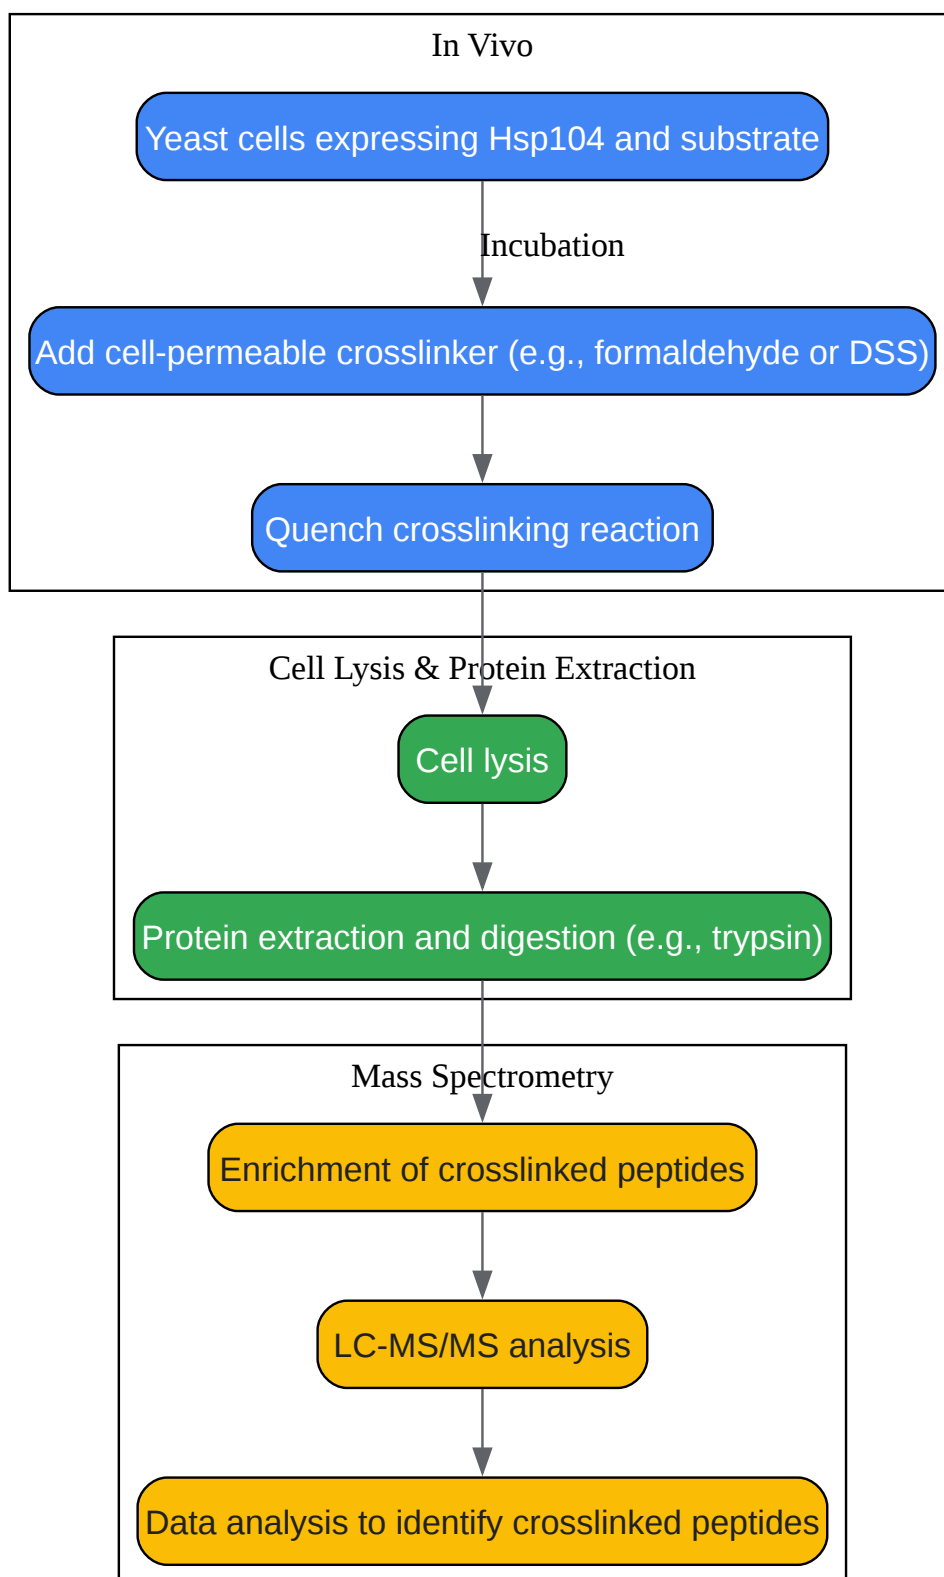 In Vivo
Yeast cells expressing Hsp104 and substrate
Incubation
Add cell-permeable crosslinker (e.g., formaldehyde or DSS)
Quench crosslinking reaction
Cell Lysis & Protein Extraction
Cell lysis
Protein extraction and digestion (e.g., trypsin)
Mass Spectrometry
Enrichment of crosslinked peptides
LC-MS/MS analysis
Data analysis to identify crosslinked peptides